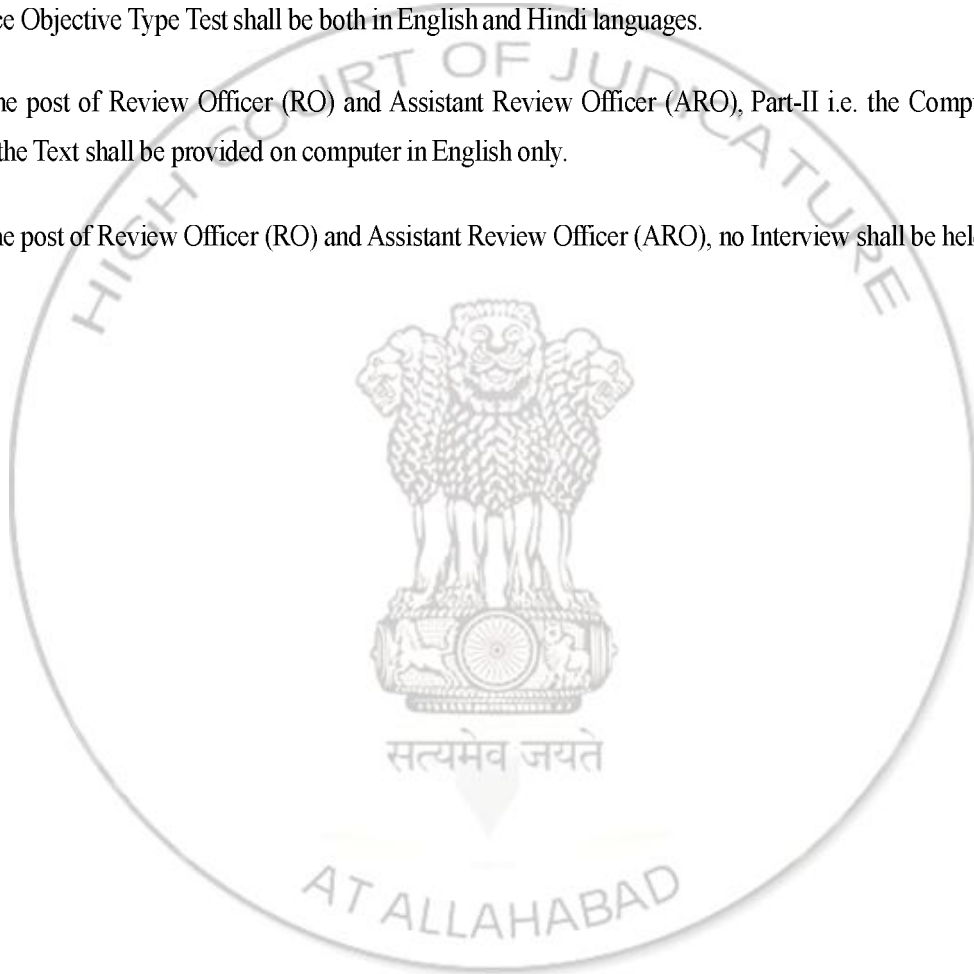 ce Objective Type Test shall be both in English and Hindi languages.
he post of Review Officer (RO) and Assistant Review Officer (ARO), Part-II i.e. the Comp
the Text shall be provided on computer in English only.
he post of Review Officer (RO) and Assistant Review Officer (ARO), no Interview shall be hel
HIGH COURT OF JUDICATURE
सत्यमेव जयते
AT ALLAHABAD